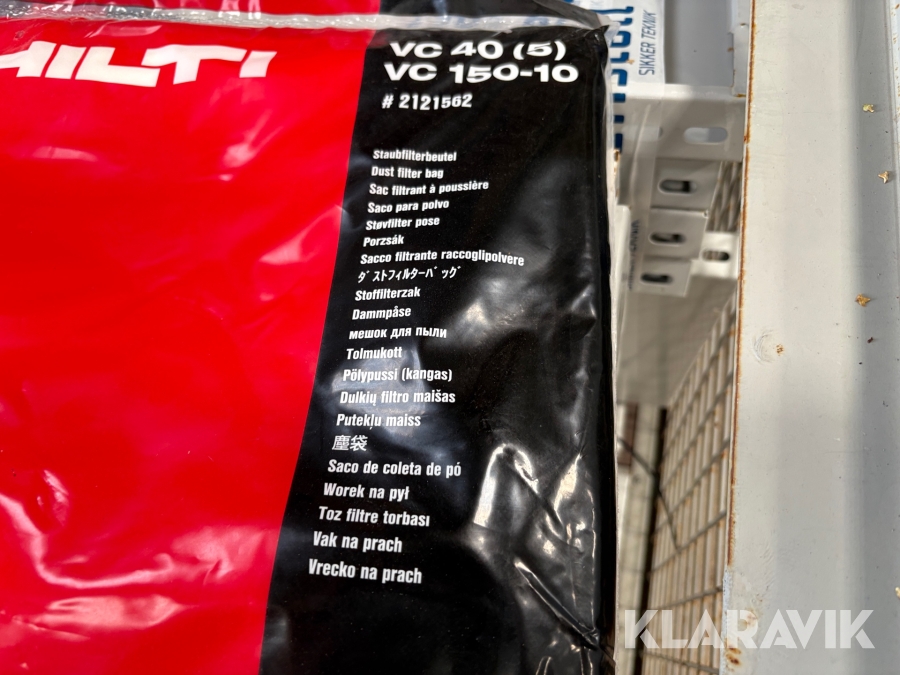 HILTI
VC 40 (5)
VC 150-10
# 2121562
Staubfilterbeutel
Dust filter bag
Sac filtrant à poussière
Saco para polvo
Støvfilter pose
Porzsák
Sacco filtrante raccoglipolvere
ダストフィルターバッグ
Stoffilterzak
Dammpåse
мешок для пыли
Tolmukott
Pölypussi (kangas)
Dulkių filtro maišas
Putekļu maiss
塵袋
Saco de coleta de pó
Worek na pył
Toz filtre torbası
Vak na prach
Vrecko na prach
SIKKER TEKNIK
KLARAVIK